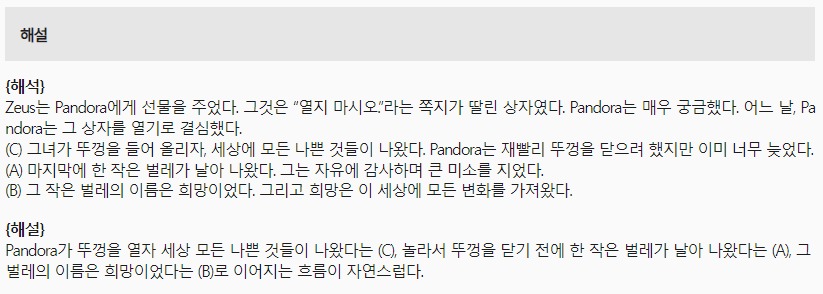 해설
{해석}
Zeus는 Pandora에게 선물을 주었다. 그것은 “열지 마시오.”라는 쪽지가 딸린 상자였다. Pandora는 매우 궁금했다. 어느 날, Pa
ndora는 그 상자를 열기로 결심했다.
(C) 그녀가 뚜껑을 들어 올리자, 세상에 모든 나쁜 것들이 나왔다. Pandora는 재빨리 뚜껑을 닫으려 했지만 이미 너무 늦었다.
(A) 마지막에 한 작은 벌레가 날아 나왔다. 그는 자유에 감사하며 큰 미소를 지었다.
(B) 그 작은 벌레의 이름은 희망이었다. 그리고 희망은 이 세상에 모든 변화를 가져왔다.
{해설}
Pandora가 뚜껑을 열자 세상 모든 나쁜 것들이 나왔다는 (C), 놀라서 뚜껑을 닫기 전에 한 작은 벌레가 날아 나왔다는 (A), 그
벌레의 이름은 희망이었다는 (B)로 이어지는 흐름이 자연스럽다.